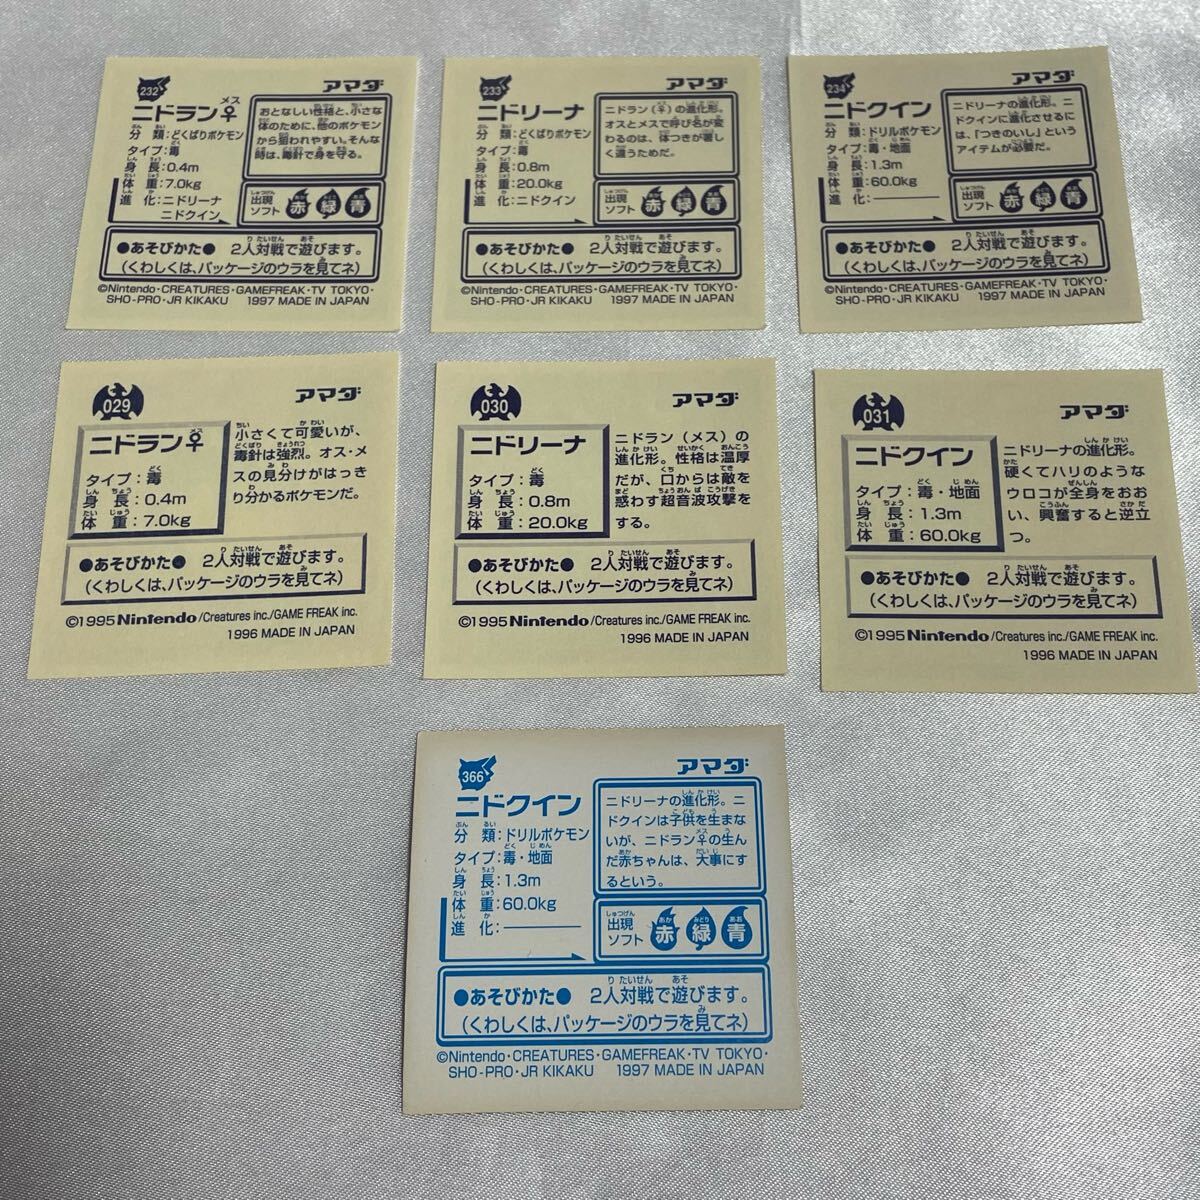 232
アマダ
ニドラン♀
メス
分類:どくばりポケモン
タイプ:毒
身長:0.4m
体重:7.0kg
進化:ニドリーナ
ニドクイン
おとなしい性格と、小さな
体のために、他のポケモン
から狙われやすい。そんな
時は、毒針で身を守る。
出現
ソフト
赤 緑 青
●あそびかた● 2人対戦で遊びます。
(くわしくは、パッケージのウラを見てネ)
©Nintendo・CREATURES・GAMEFREAK・TV TOKYO・
SHO-PRO・JR KIKAKU 1997 MADE IN JAPAN
233
アマダ
ニドリーナ
分類:どくばりポケモン
タイプ:毒
身長:0.8m
体重:20.0kg
進化:ニドクイン
ニドラン(♀)の進化形。
オスとメスで呼び名が変
わるのは、体つきが著し
く違うためだ。
出現
ソフト
赤 緑 青
●あそびかた● 2人対戦で遊びます。
(くわしくは、パッケージのウラを見てネ)
©Nintendo・CREATURES・GAMEFREAK・TV TOKYO・
SHO-PRO・JR KIKAKU 1997 MADE IN JAPAN
234
アマダ
ニドクイン
分類:ドリルポケモン
タイプ:毒・地面
身長:1.3m
体重:60.0kg
進化:
ニドリーナの進化形。ニ
ドクインに進化させるに
は、「つきのいし」という
アイテムが必要だ。
出現
ソフト
赤 緑 青
●あそびかた● 2人対戦で遊びます。
(くわしくは、パッケージのウラを見てネ)
©Nintendo・CREATURES・GAMEFREAK・TV TOKYO・
SHO-PRO・JR KIKAKU 1997 MADE IN JAPAN
029
アマダ
ニドラン♀
メス
タイプ:毒
身長:0.4m
体重:7.0kg
小さくて可愛いが、
毒針は強烈。オス・メ
スの見分けがはっき
り分かるポケモンだ。
●あそびかた● 2人対戦で遊びます。
(くわしくは、パッケージのウラを見てネ)
©1995 Nintendo/Creatures inc./GAME FREAK inc.
1996 MADE IN JAPAN
030
アマダ
ニドリーナ
タイプ:毒
身長:0.8m
体重:20.0kg
ニドラン(メス)の
進化形。性格は温厚
だが、口からは敵を
惑わす超音波攻撃を
する。
●あそびかた● 2人対戦で遊びます。
(くわしくは、パッケージのウラを見てネ)
©1995 Nintendo/Creatures inc./GAME FREAK inc.
1996 MADE IN JAPAN
031
アマダ
ニドクイン
タイプ:毒・地面
身長:1.3m
体重:60.0kg
ニドリーナの進化形。
硬くてハリのような
ウロコが全身をおお
い、興奮すると逆立
つ。
●あそびかた● 2人対戦で遊びます。
(くわしくは、パッケージのウラを見てネ)
©1995 Nintendo/Creatures inc./GAME FREAK inc.
1996 MADE IN JAPAN
366
アマダ
ニドクイン
分類:ドリルポケモン
タイプ:毒・地面
身長:1.3m
体重:60.0kg
進化:
ニドリーナの進化形。ニ
ドクインは子供を生まな
いが、ニドラン♀の生ん
だ赤ちゃんは、大事にす
るという。
出現
ソフト
赤 緑 青
●あそびかた● 2人対戦で遊びます。
(くわしくは、パッケージのウラを見てネ)
©Nintendo・CREATURES・GAMEFREAK・TV TOKYO・
SHO-PRO・JR KIKAKU 1997 MADE IN JAPAN